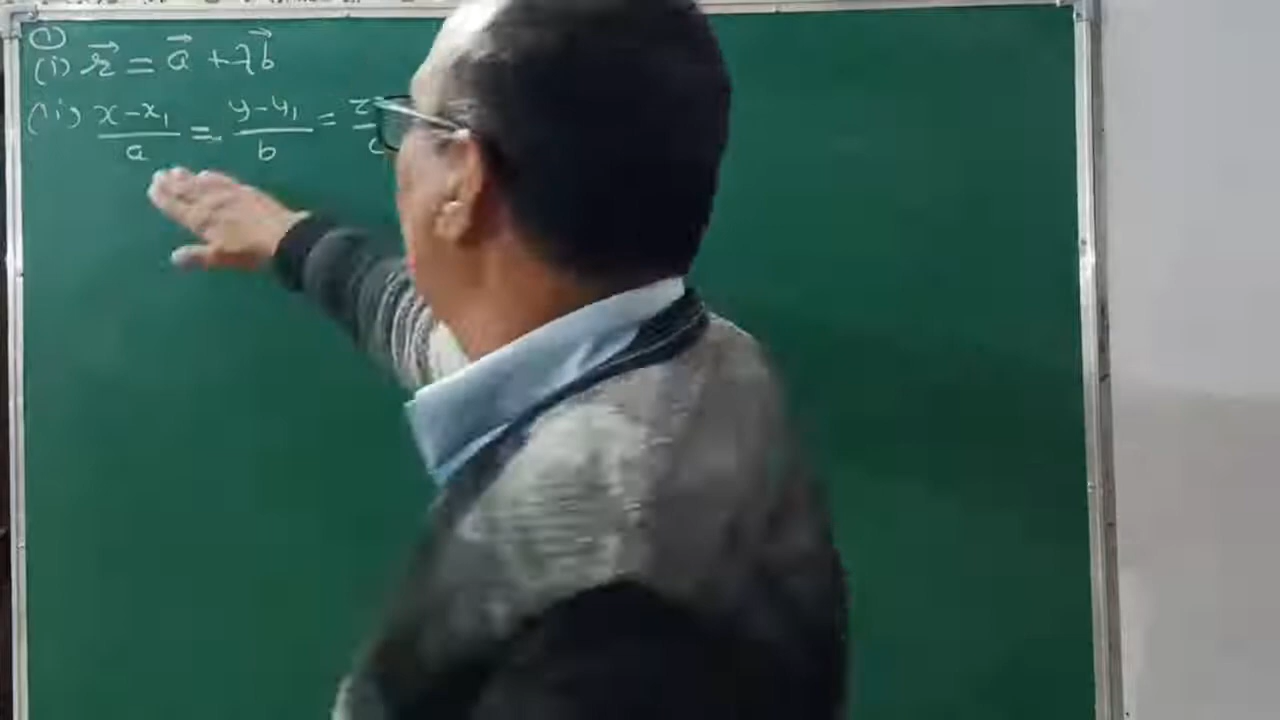 ①
(i) r⃗ = a⃗ + λb⃗
(ii) x-x₁/a = y-y₁/b = z